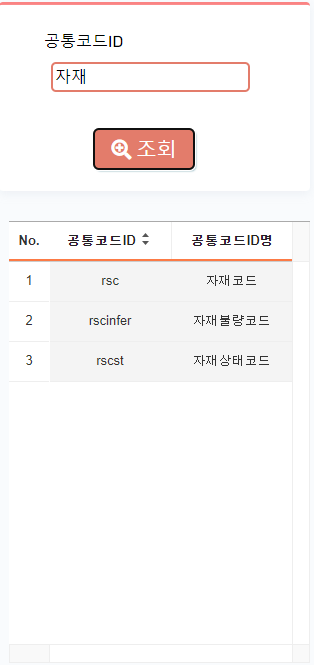 공통코드ID
자재
조회
No. 공통코드ID 공통코드ID명
1 rsc 자재코드
2 rscinfer 자재불량코드
3 rscst 자재상태코드